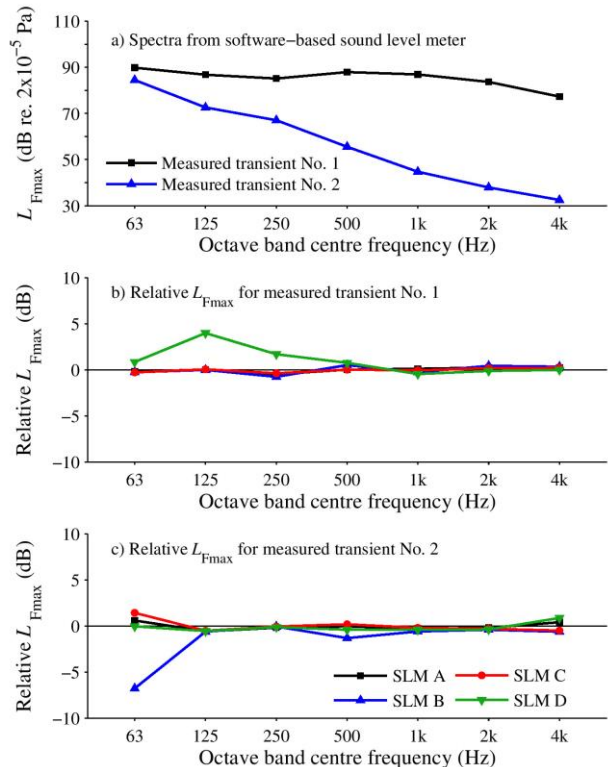 a) Spectra from software−based sound level meter
L_Fmax (dB re. 2x10⁻⁵ Pa)
110
90
70
50
30
Measured transient No. 1
Measured transient No. 2
63 125 250 500 1k 2k 4k
Octave band centre frequency (Hz)
b) Relative L_Fmax for measured transient No. 1
Relative L_Fmax (dB)
10
5
0
−5
−10
63 125 250 500 1k 2k 4k
Octave band centre frequency (Hz)
c) Relative L_Fmax for measured transient No. 2
Relative L_Fmax (dB)
10
5
0
−5
−10
SLM A SLM C
SLM B SLM D
63 125 250 500 1k 2k 4k
Octave band centre frequency (Hz)